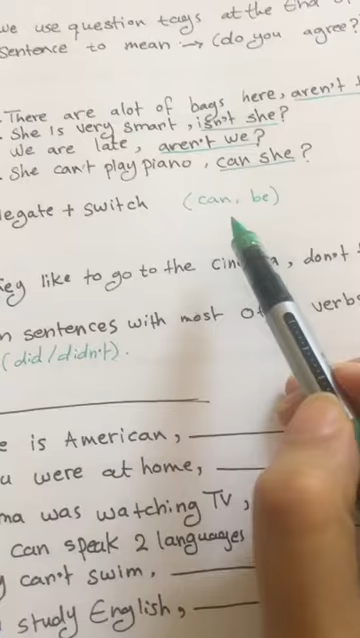 we use question tags at the end
sentence to mean → (do you agree?
There are alot of bags here, aren't
She is very smart, isn't she?
We are late, aren't we?
She can't play piano, can she?
negate + switch (can, be)
ey like to go to the cin a, don't
n sentences with most of verbs
(did/didn't).
e is American,
u were at home,
ma was watching TV,
can speak 2 languages
y can't swim,
study English,